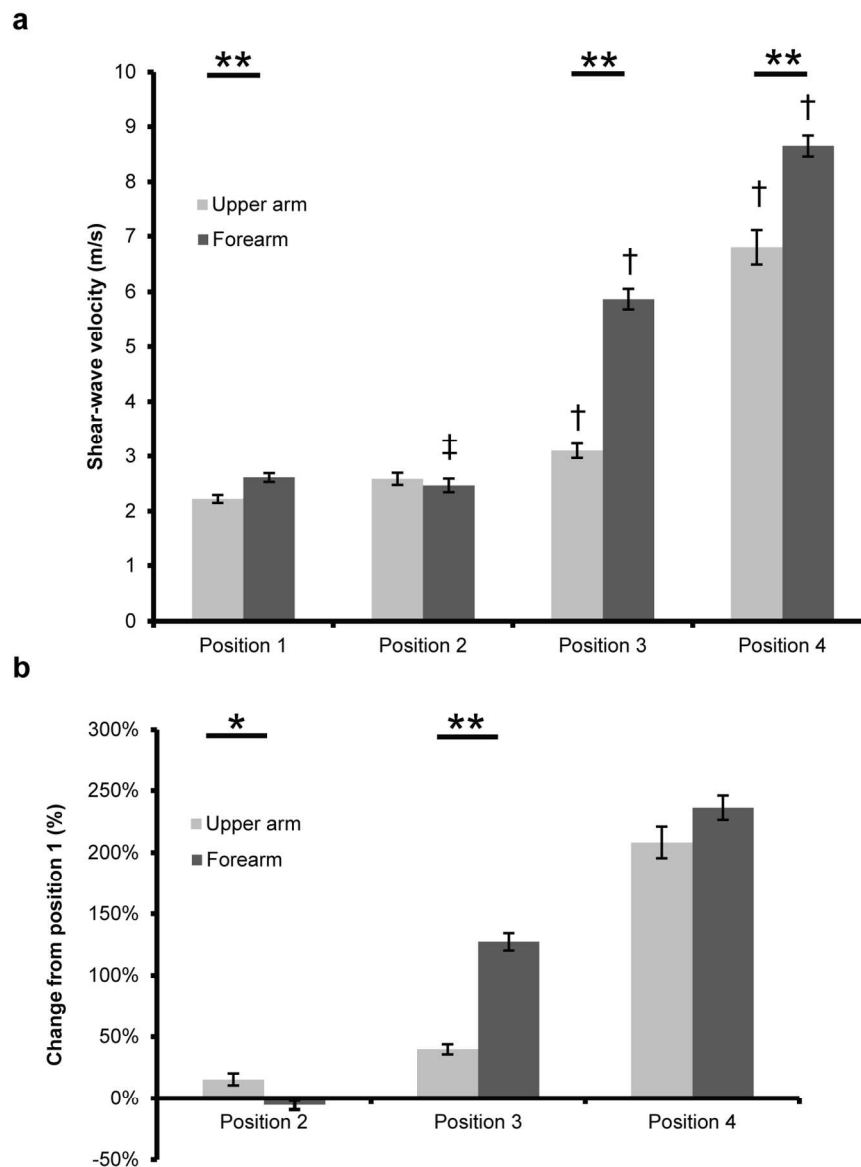 a
** ** **
10
9
8
7
6
5
4
3
2
1
0
Shear-wave velocity (m/s)
Upper arm
Forearm
‡ † † † †
Position 1 Position 2 Position 3 Position 4
b
* **
300%
250%
200%
150%
100%
50%
0%
-50%
Change from position 1 (%)
Upper arm
Forearm
Position 2 Position 3 Position 4